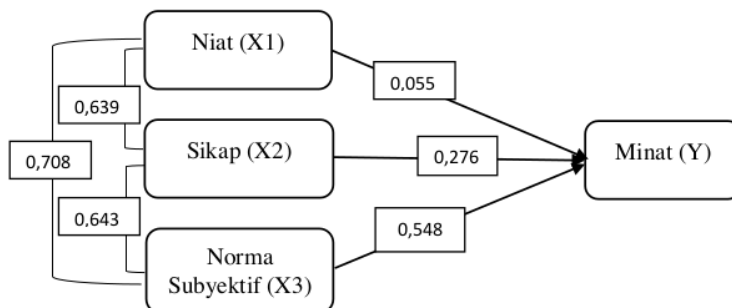 Niat (X1)
0,055
0,639
Sikap (X2)
0,276
Minat (Y)
0,708
0,643
0,548
Norma
Subyektif (X3)